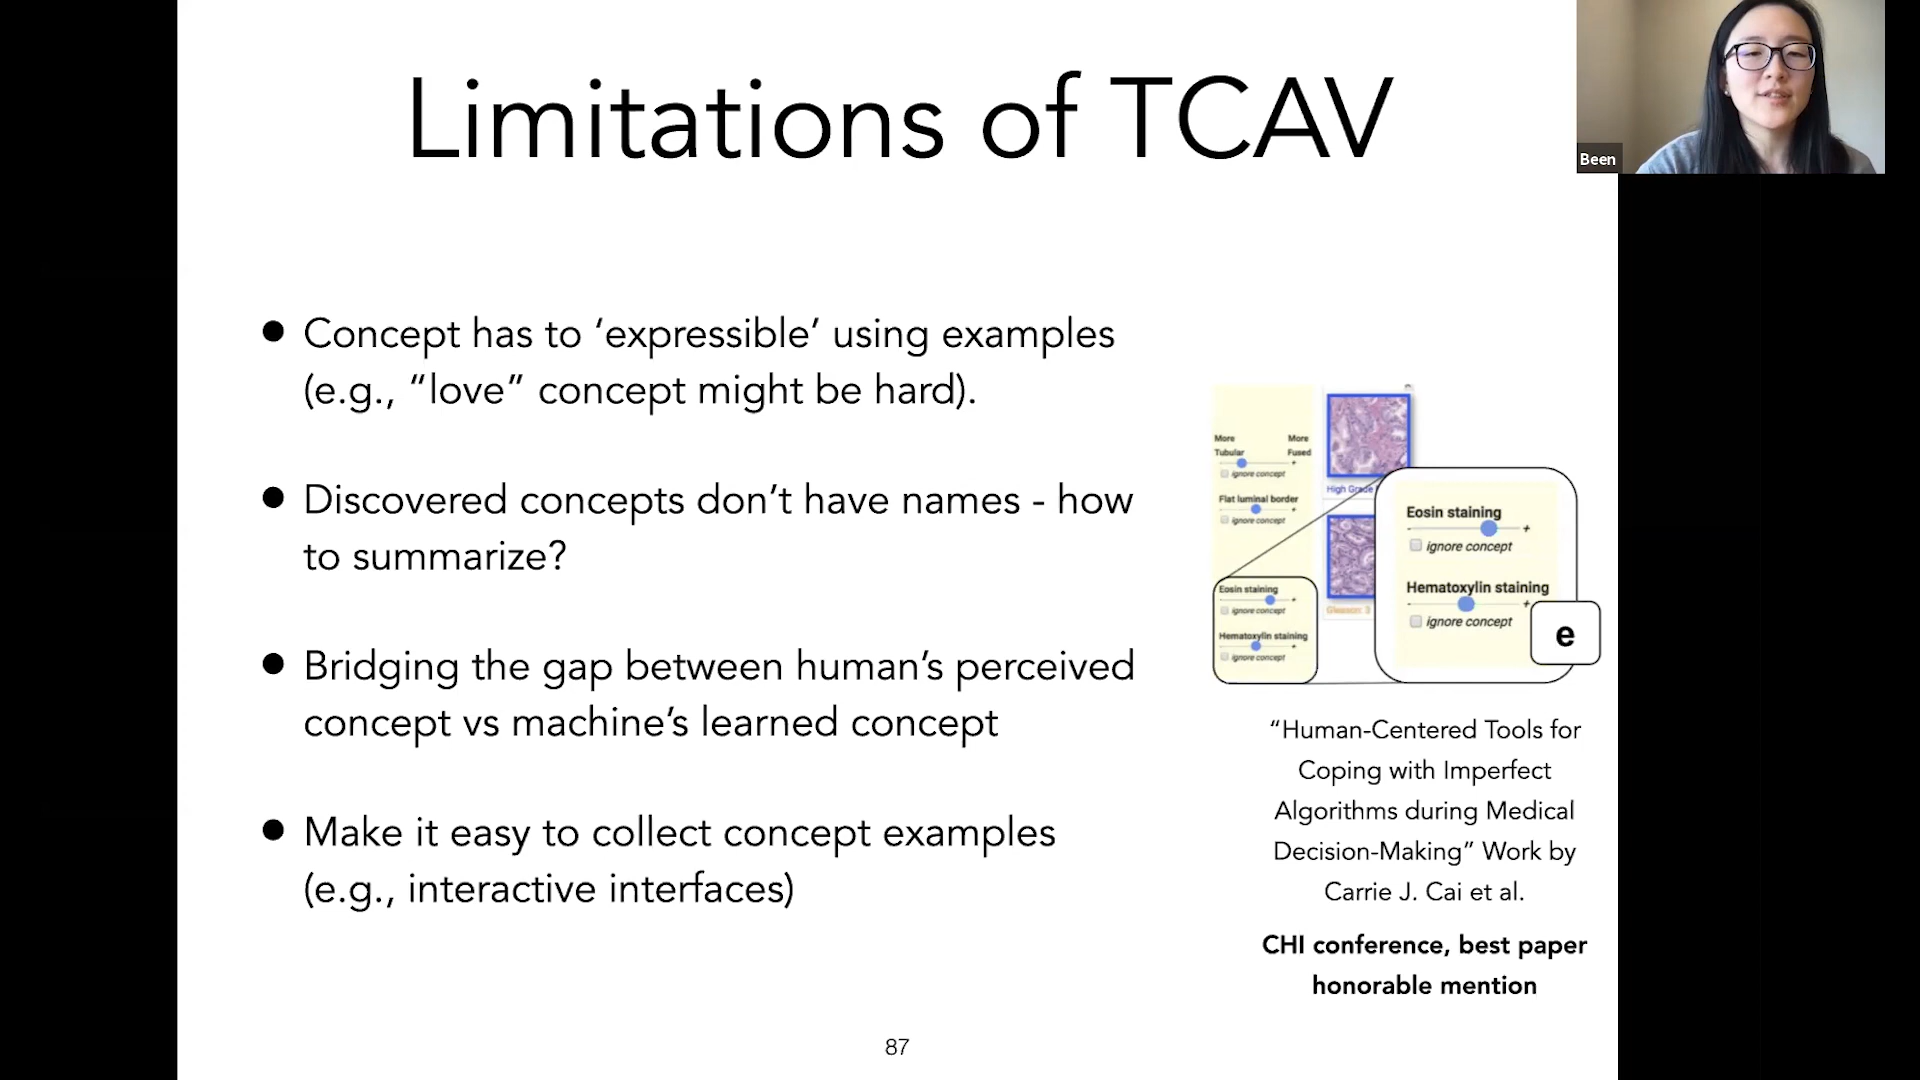 Limitations of TCAV
Been
• Concept has to ‘expressible’ using examples
(e.g., “love” concept might be hard).
• Discovered concepts don’t have names - how
to summarize?
• Bridging the gap between human’s perceived
concept vs machine’s learned concept
• Make it easy to collect concept examples
(e.g., interactive interfaces)
More More
Tubular Fused
+
ignore concept
Flat luminal border
+
ignore concept
Eosin staining
+
ignore concept
Hematoxylin staining
+
ignore concept
High Grade
Gleason: 3
Eosin staining
+
ignore concept
Hematoxylin staining
+
ignore concept
e
“Human-Centered Tools for
Coping with Imperfect
Algorithms during Medical
Decision-Making” Work by
Carrie J. Cai et al.
CHI conference, best paper
honorable mention
87